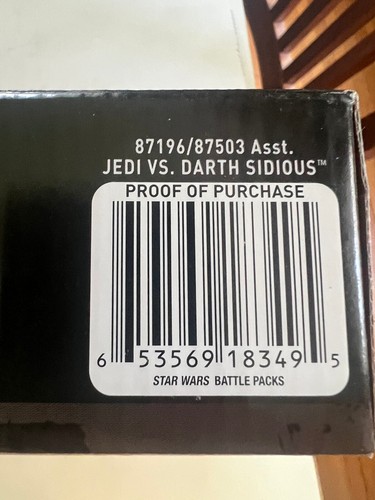 87196/87503 Asst.
JEDI VS. DARTH SIDIOUS™
PROOF OF PURCHASE
6 53569 18349 5
STAR WARS BATTLE PACKS